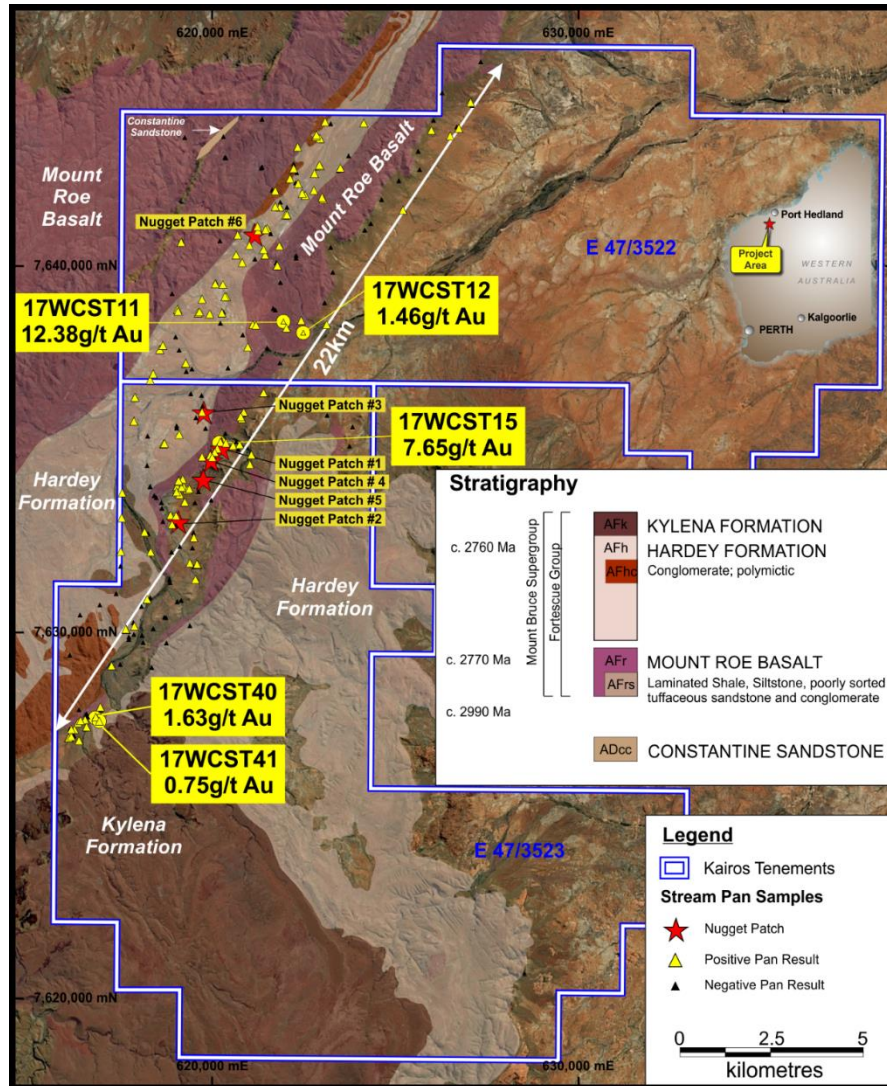 620,000 mE
630,000 mE
Constantine
Sandstone
Mount
Roe
Basalt
Mount Roe Basalt
Nugget Patch #6
7,640,000 mN
E 47/3522
Port Hedland
Project
Area
WESTERN
AUSTRALIA
Kalgoorlie
PERTH
17WCST11
12.38g/t Au
17WCST12
1.46g/t Au
22km
Nugget Patch #3
17WCST15
7.65g/t Au
Nugget Patch #1
Nugget Patch # 4
Nugget Patch #5
Nugget Patch #2
Hardey
Formation
Hardey
Formation
7,630,000 mN
Stratigraphy
c. 2760 Ma
c. 2770 Ma
c. 2990 Ma
Mount Bruce Supergroup
Fortescue Group
AFk KYLENA FORMATION
AFh HARDEY FORMATION
AFhc Conglomerate; polymictic
AFr MOUNT ROE BASALT
AFrs Laminated Shale, Siltstone, poorly sorted
tuffaceous sandstone and conglomerate
ADcc CONSTANTINE SANDSTONE
17WCST40
1.63g/t Au
17WCST41
0.75g/t Au
Kylena
Formation
E 47/3523
Legend
Kairos Tenements
Stream Pan Samples
Nugget Patch
Positive Pan Result
Negative Pan Result
0 2.5 5
kilometres
7,620,000 mN
620,000 mE
630,000 mE